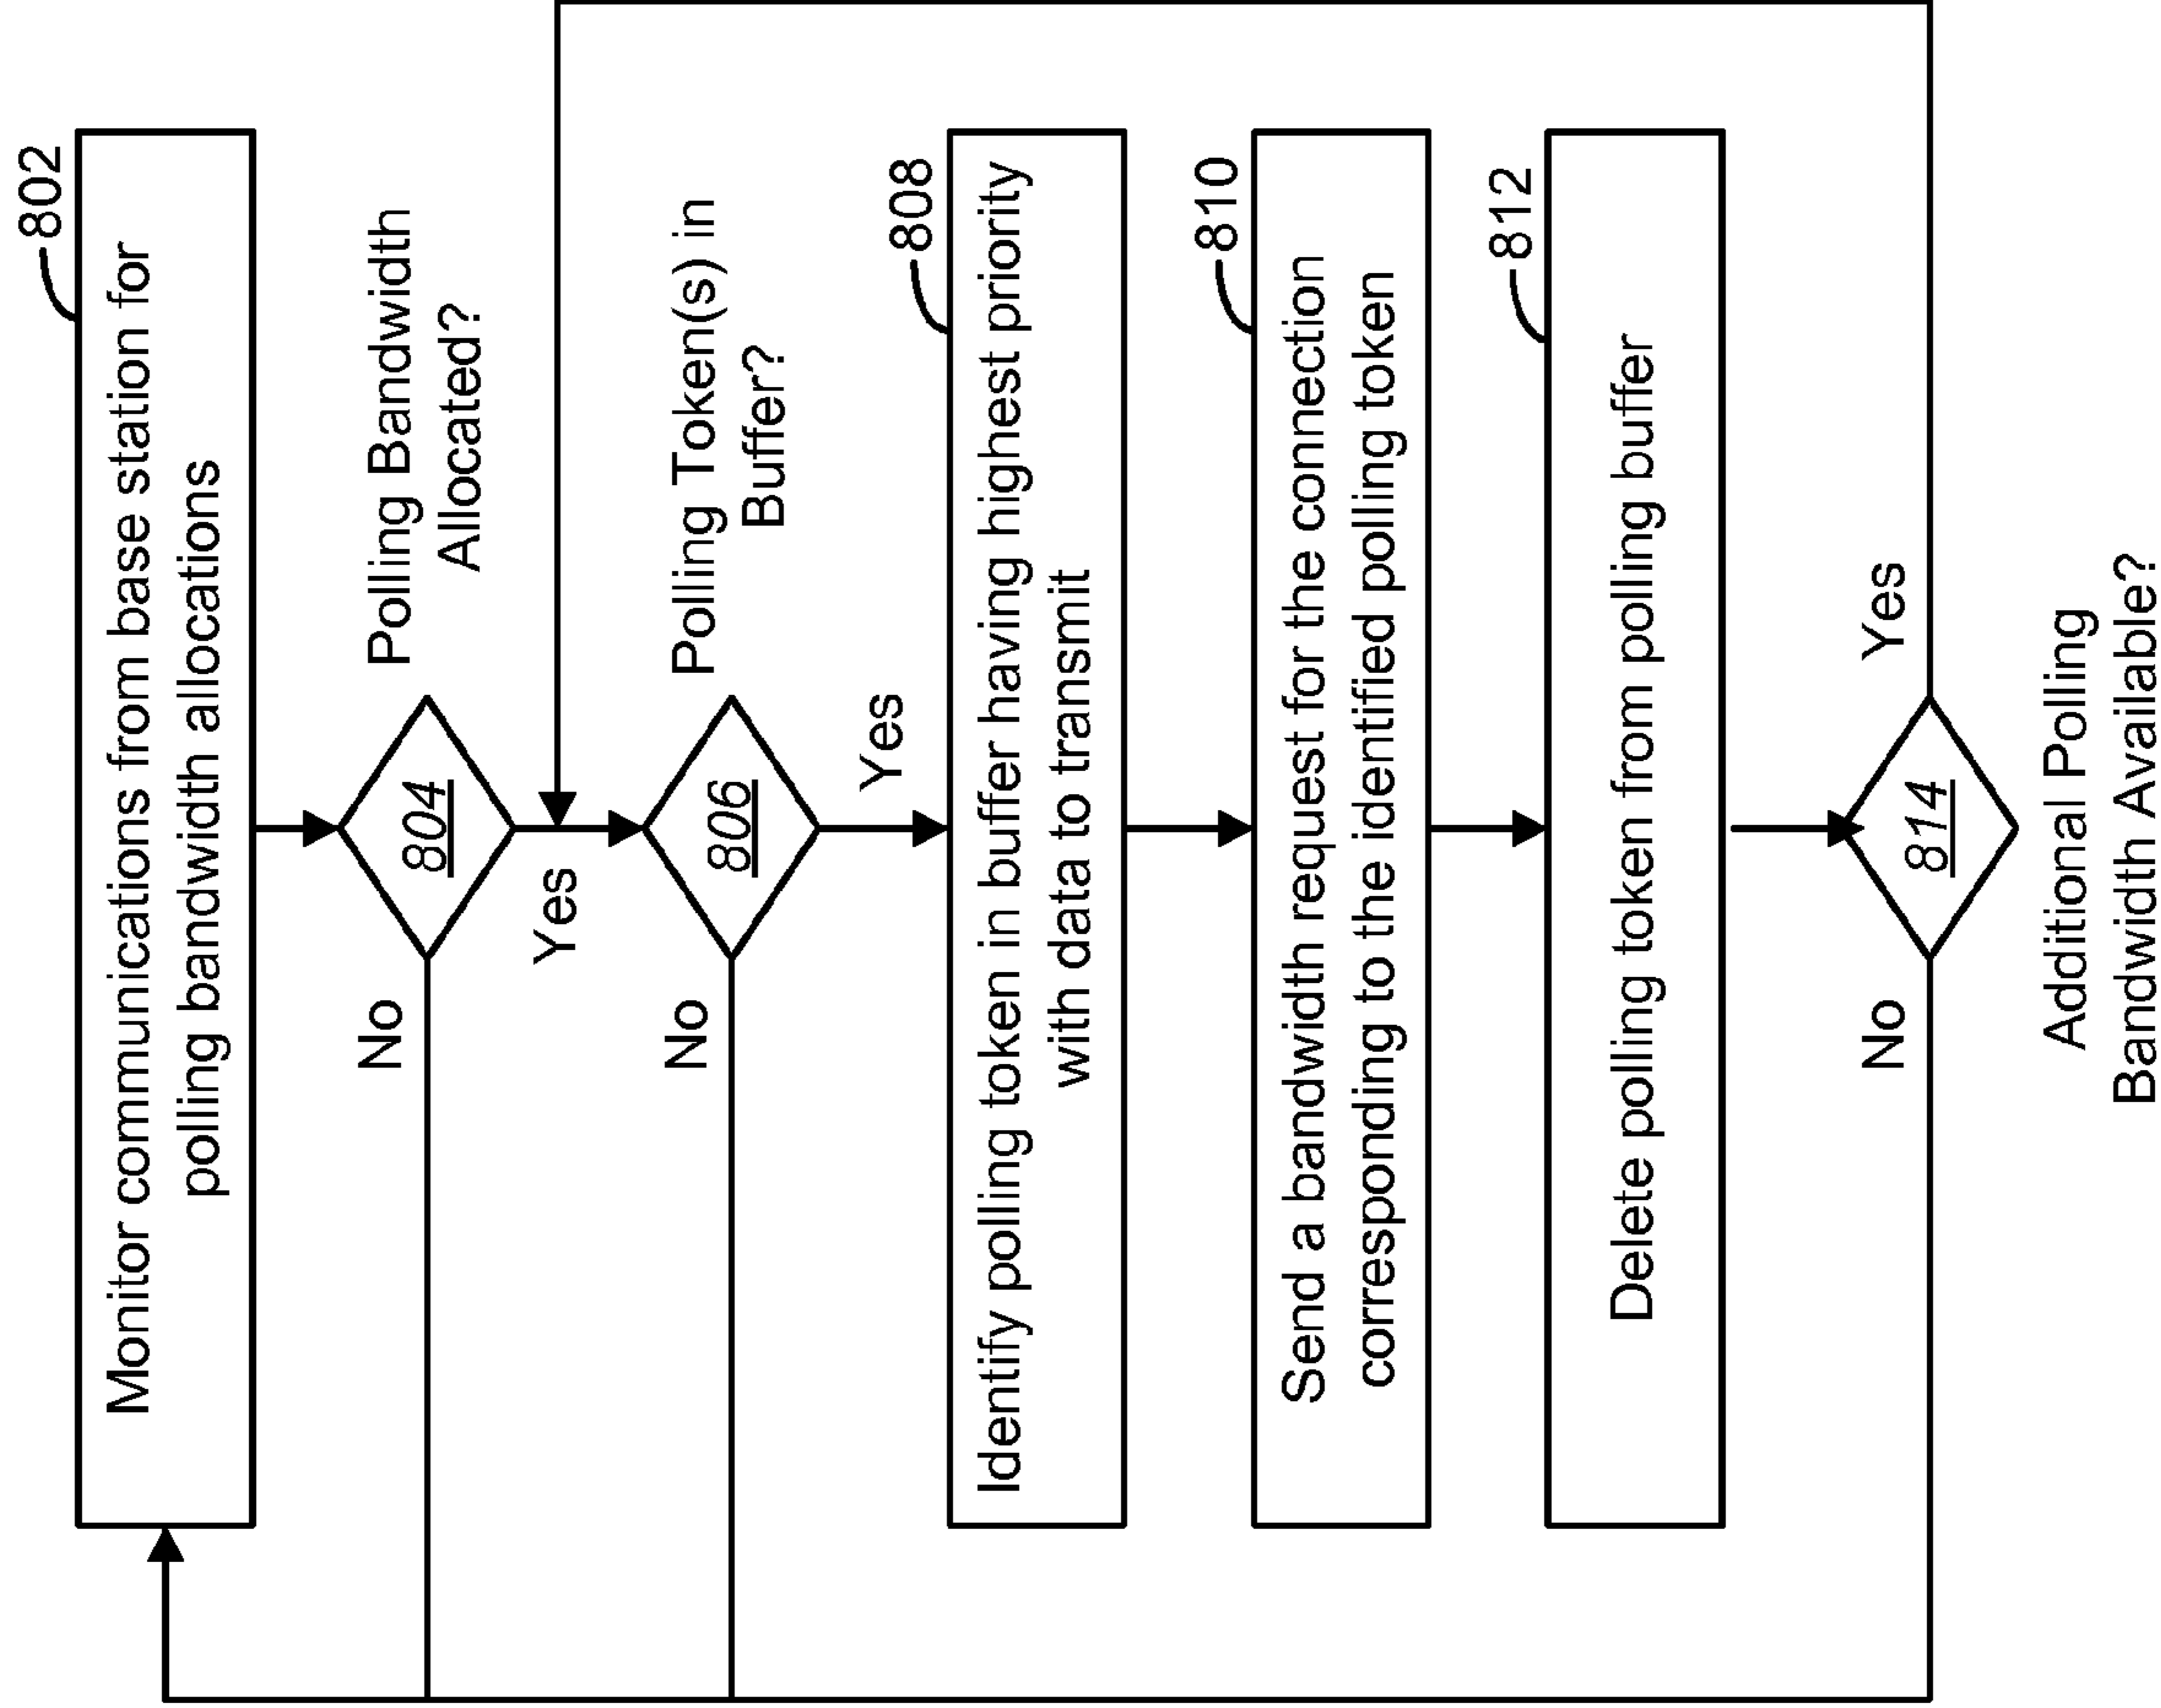 802
Monitor communications from base station for
polling bandwidth allocations
Polling Bandwidth
Allocated?
804
No
Yes
Polling Token(s) in
Buffer?
806
No
Yes
808
Identify polling token in buffer having highest priority
with data to transmit
810
Send a bandwidth request for the connection
corresponding to the identified polling token
812
Delete polling token from polling buffer
No
814
Yes
Additional Polling
Bandwidth Available?